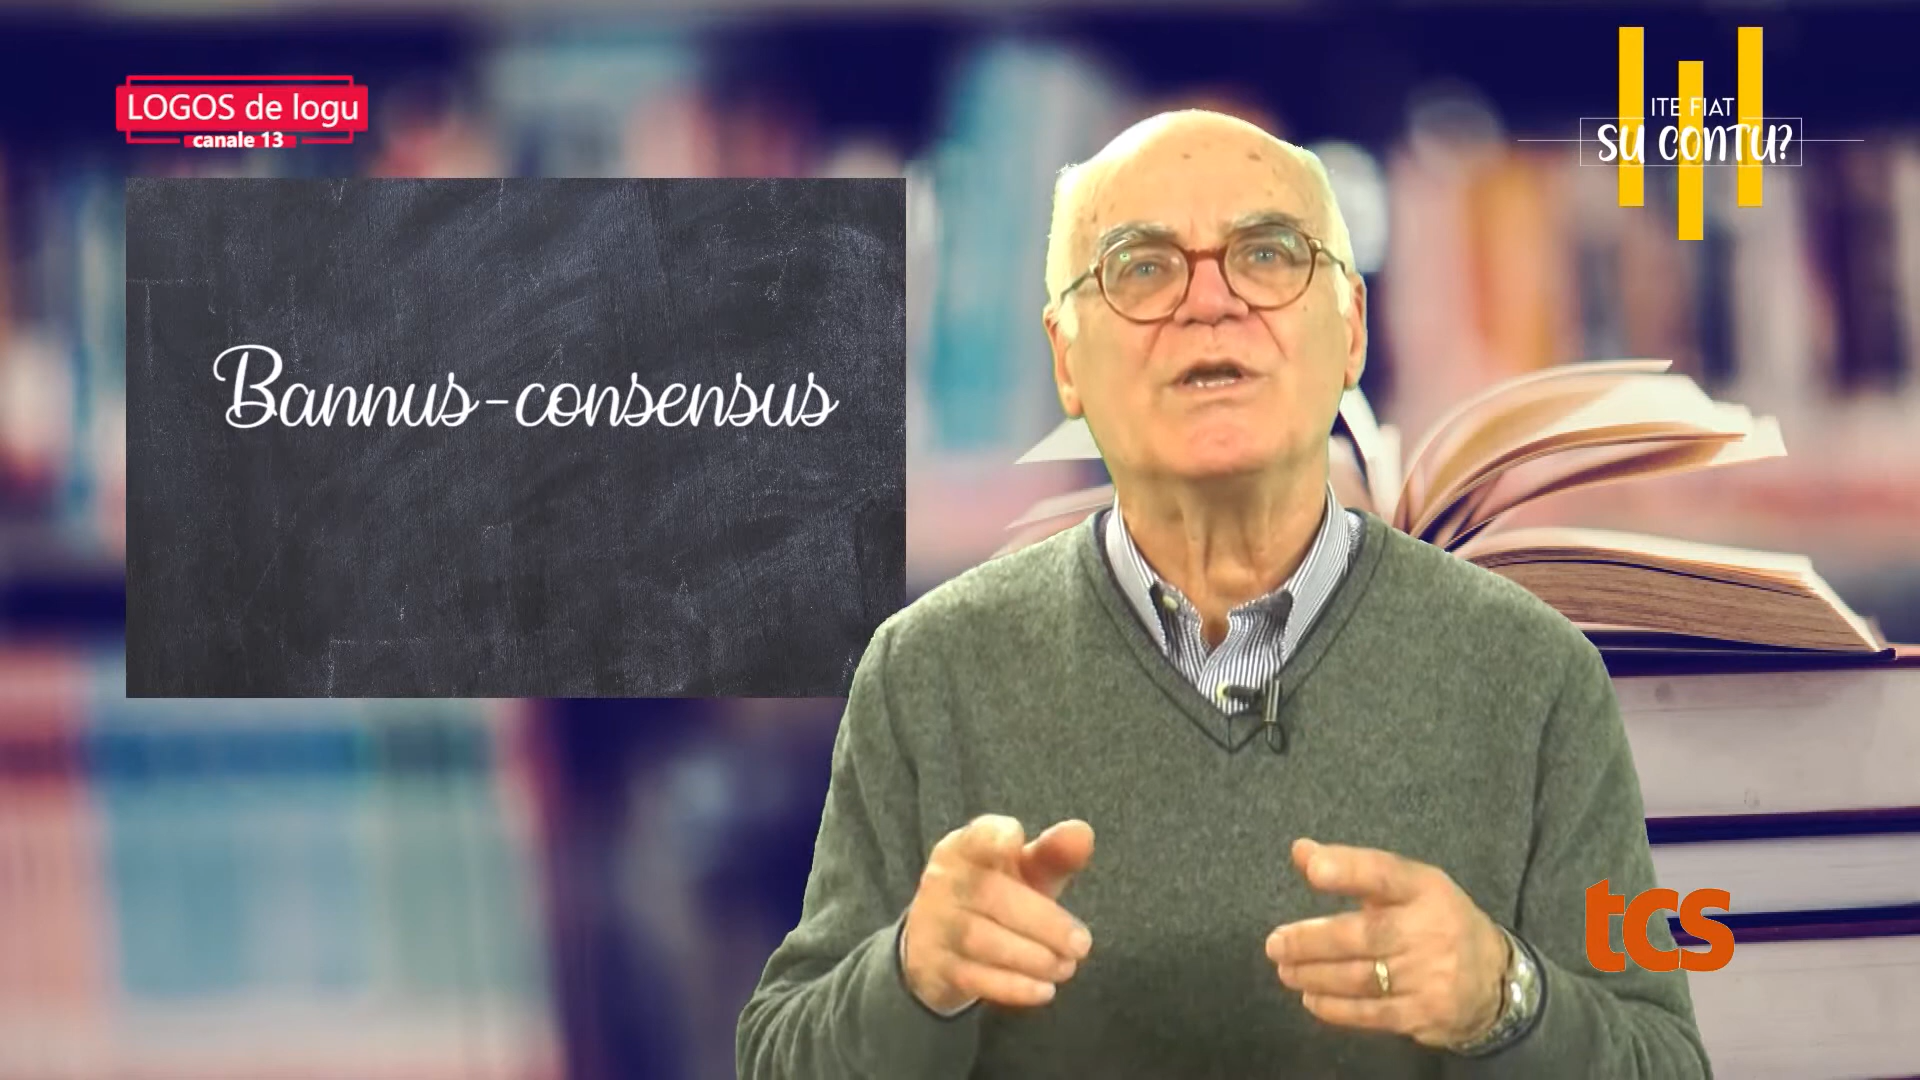 LOGOS de logu
canale 13
ITE FIAT
SU CONTU?
Bannus-consensus
tcs